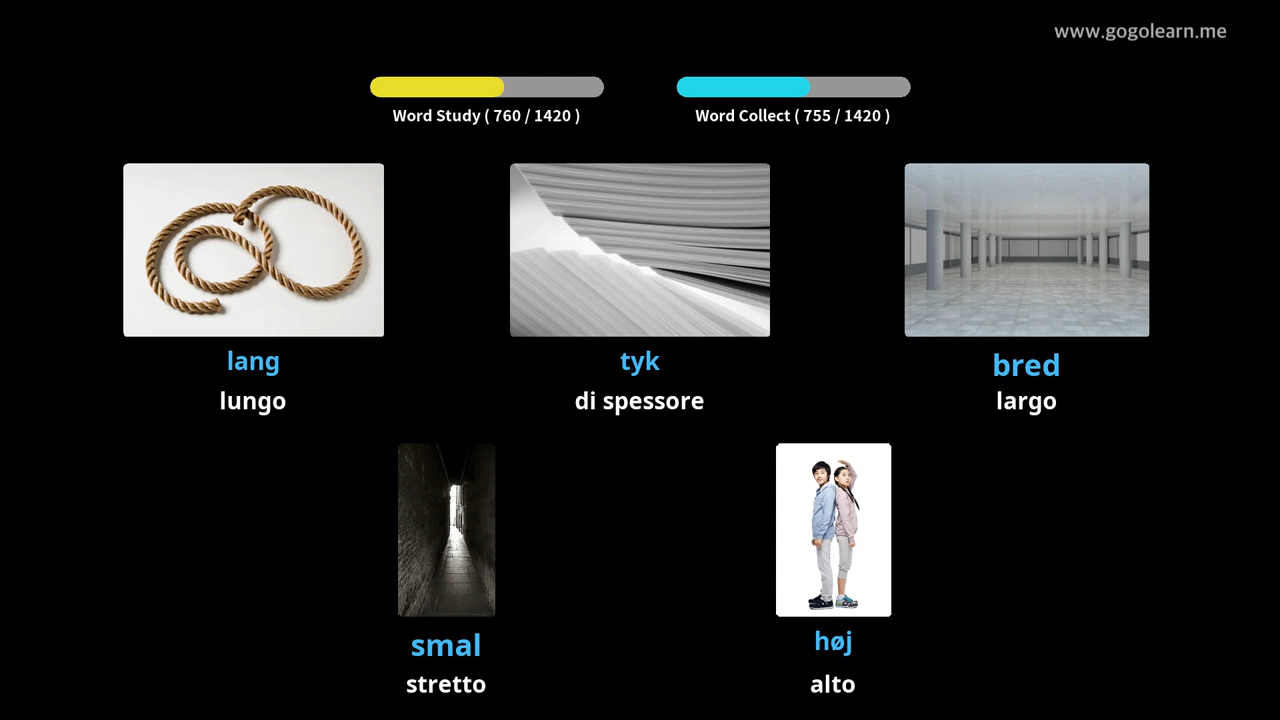 www.gogolearn.me
Word Study ( 760 / 1420 )
Word Collect ( 755 / 1420 )
lang
lungo
tyk
di spessore
bred
largo
smal
stretto
høj
alto